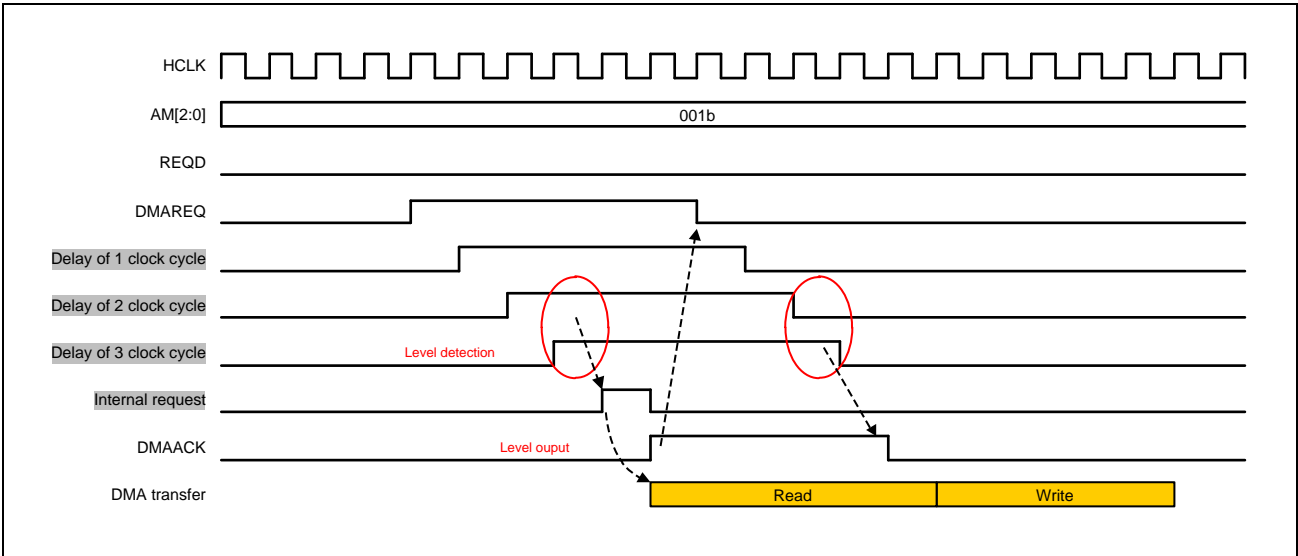 HCLK
AM[2:0]
001b
REQD
DMAREQ
Delay of 1 clock cycle
Delay of 2 clock cycle
Delay of 3 clock cycle
Level detection
Internal request
DMAACK
Level ouput
DMA transfer
Read
Write